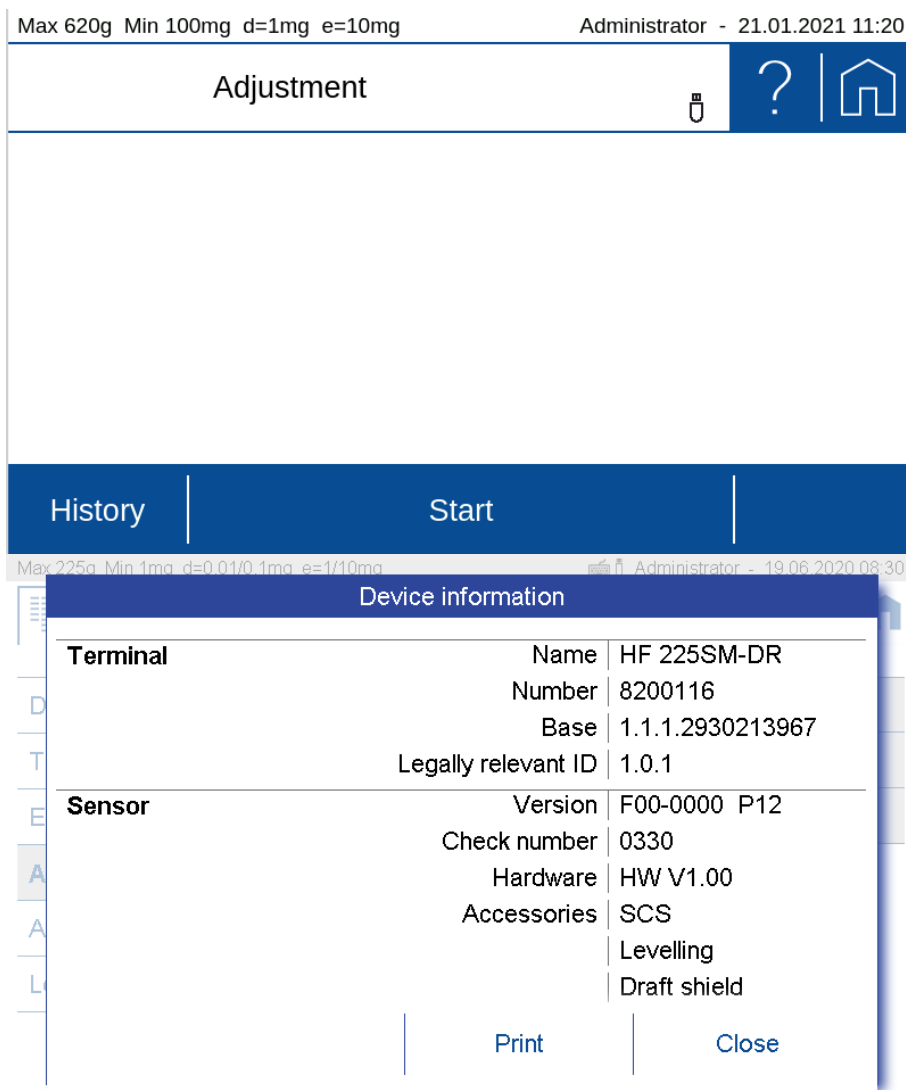 Max 620g Min 100mg d=1mg e=10mg Administrator - 21.01.2021 11:20
Adjustment ?
History Start
Max 225g Min 1mg d=0.01/0.1mg e=1/10mg Administrator - 19.06.2020 08:30
Device information
Terminal Name HF 225SM-DR
Number 8200116
Base 1.1.1.2930213967
Legally relevant ID 1.0.1
Sensor Version F00-0000 P12
Check number 0330
Hardware HW V1.00
Accessories SCS
Levelling
Draft shield
Print Close